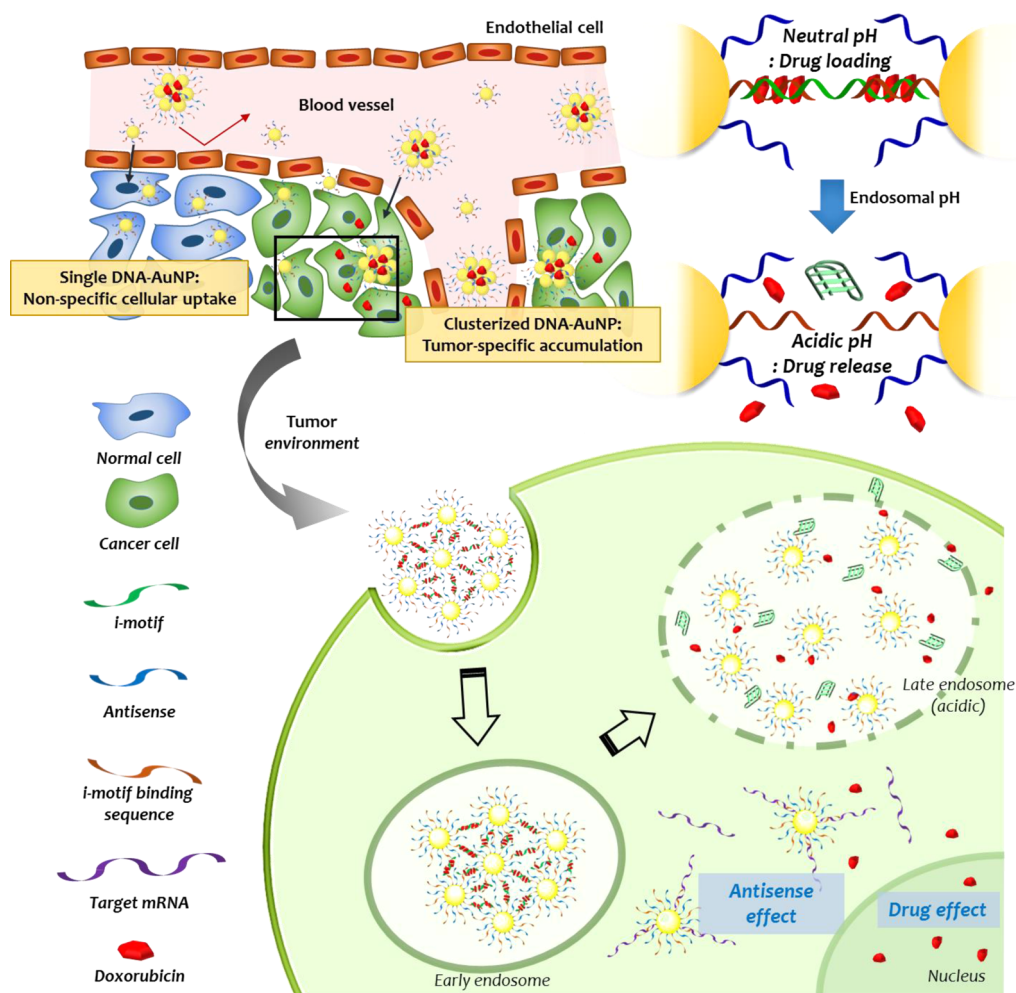 Endothelial cell
Blood vessel
Single DNA-AuNP:
Non-specific cellular uptake
Clusterized DNA-AuNP:
Tumor-specific accumulation
Neutral pH
: Drug loading
Endosomal pH
Acidic pH
: Drug release
Tumor
environment
Normal cell
Cancer cell
i-motif
Antisense
i-motif binding
sequence
Target mRNA
Doxorubicin
Late endosome
(acidic)
Early endosome
Antisense
effect
Drug effect
Nucleus